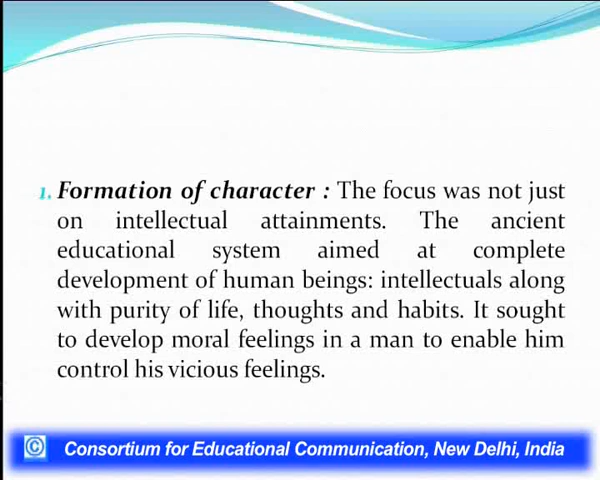 1. Formation of character : The focus was not just
on intellectual attainments. The ancient
educational system aimed at complete
development of human beings: intellectuals along
with purity of life, thoughts and habits. It sought
to develop moral feelings in a man to enable him
control his vicious feelings.
© Consortium for Educational Communication, New Delhi, India